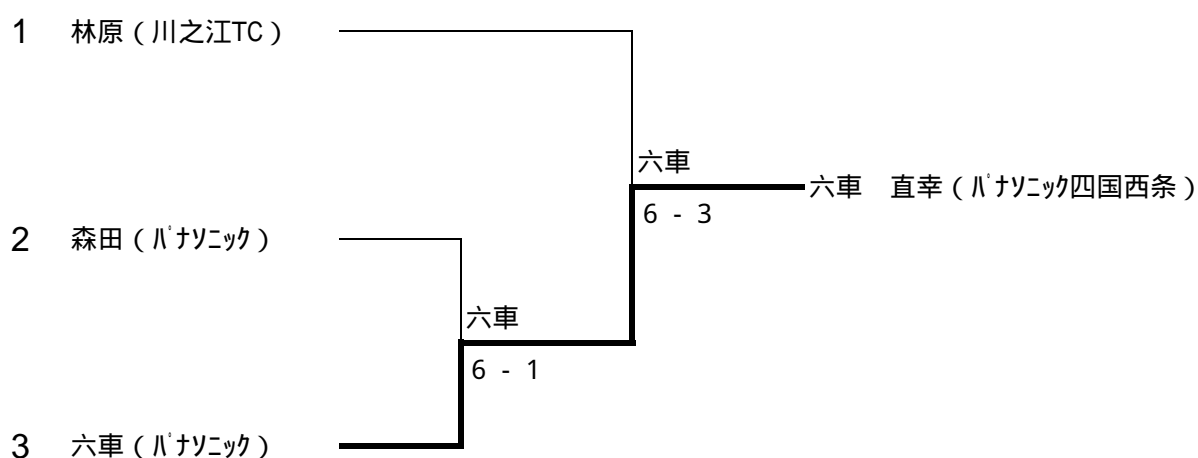 1 林原（川之江TC）
六車
六車 直幸（ﾊﾟﾅｿﾆｯｸ四国西条）
6 - 3
2 森田（ﾊﾟﾅｿﾆｯｸ）
六車
6 - 1
3 六車（ﾊﾟﾅｿﾆｯｸ）